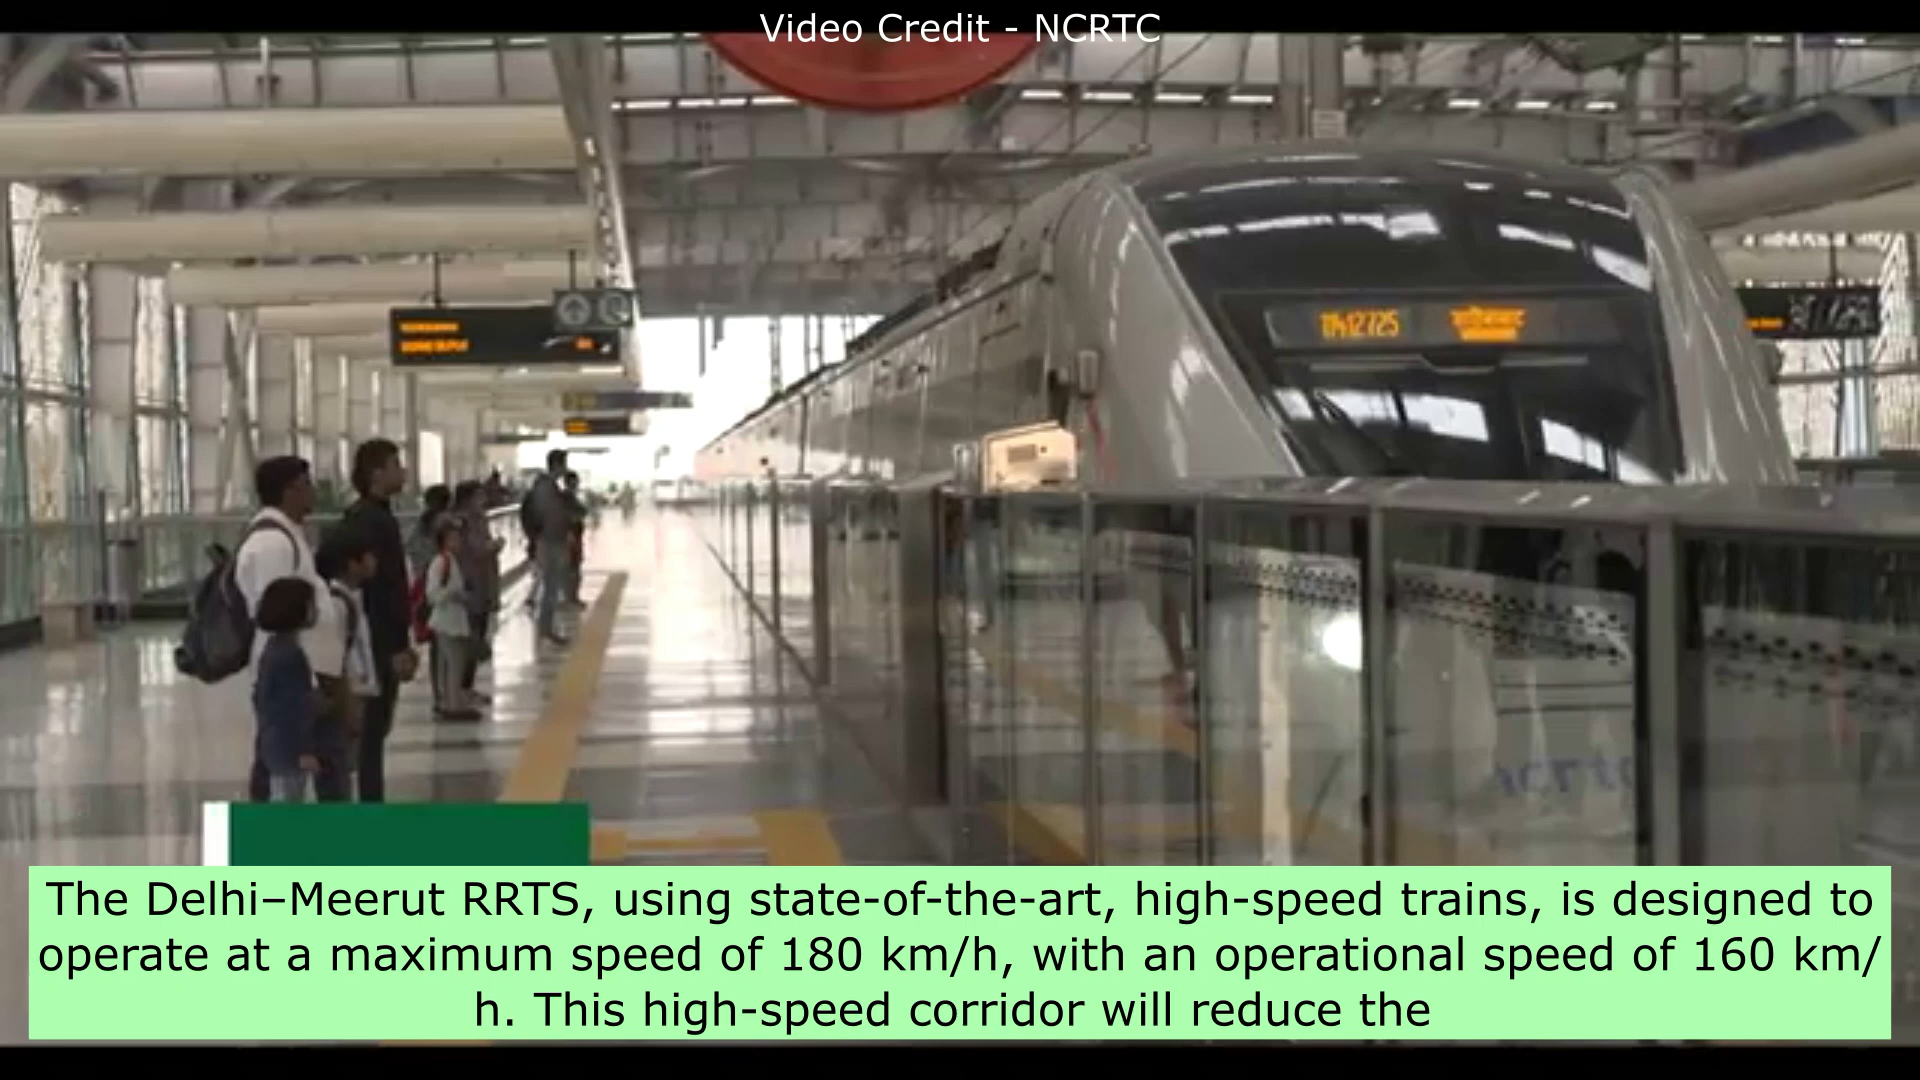 Video Credit - NCRTC
The Delhi–Meerut RRTS, using state-of-the-art, high-speed trains, is designed to
operate at a maximum speed of 180 km/h, with an operational speed of 160 km/
h. This high-speed corridor will reduce the